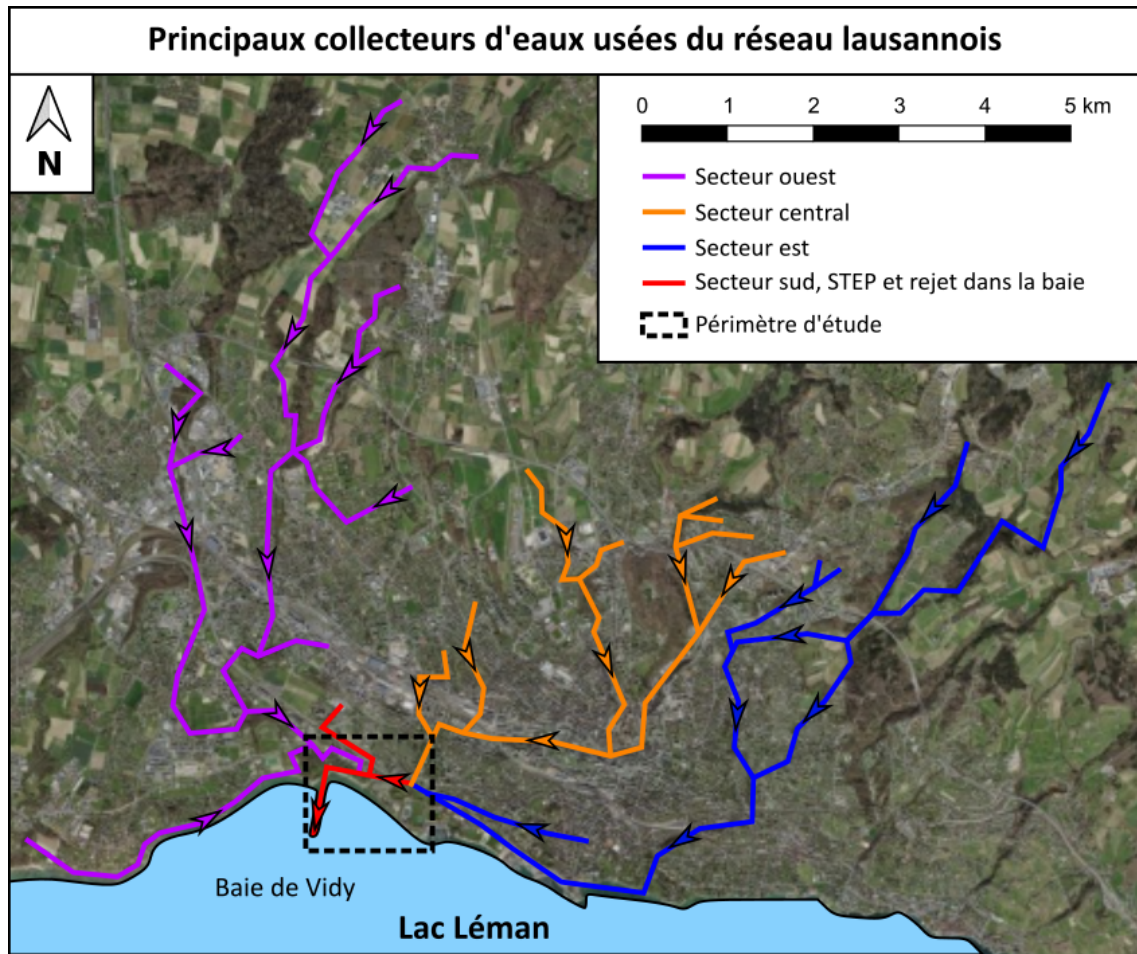 Principaux collecteurs d'eaux usées du réseau lausannois
N
0 1 2 3 4 5 km
Secteur ouest
Secteur central
Secteur est
Secteur sud, STEP et rejet dans la baie
Périmètre d'étude
Baie de Vidy
Lac Léman